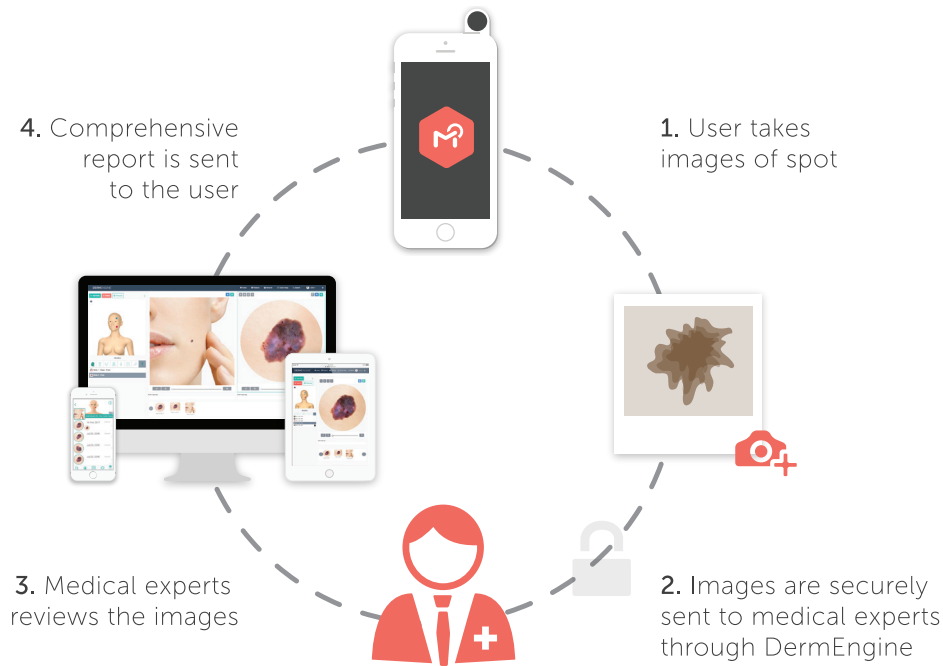 4. Comprehensive
report is sent
to the user
1. User takes
images of spot
3. Medical experts
reviews the images
2. Images are securely
sent to medical experts
through DermEngine